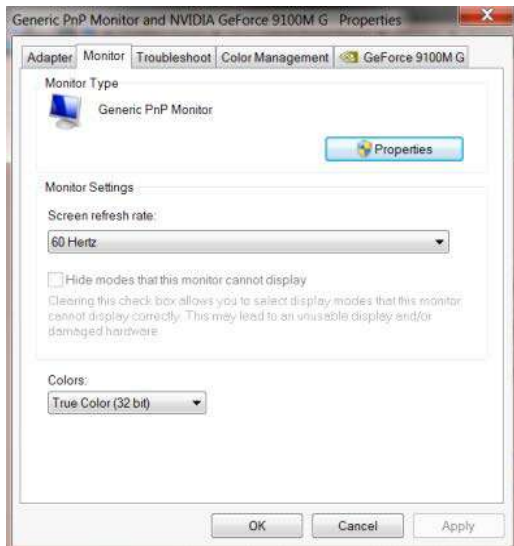 Generic PnP Monitor and NVIDIA GeForce 9100M G Properties
Adapter Monitor Troubleshoot Color Management GeForce 9100M G
Monitor Type
Generic PnP Monitor
Properties
Monitor Settings
Screen refresh rate:
60 Hertz
Hide modes that this monitor cannot display
Clearing this check box allows you to select display modes that this monitor
cannot display correctly. This may lead to an unusable display and/or
damaged hardware.
Colors:
True Color (32 bit)
OK Cancel Apply